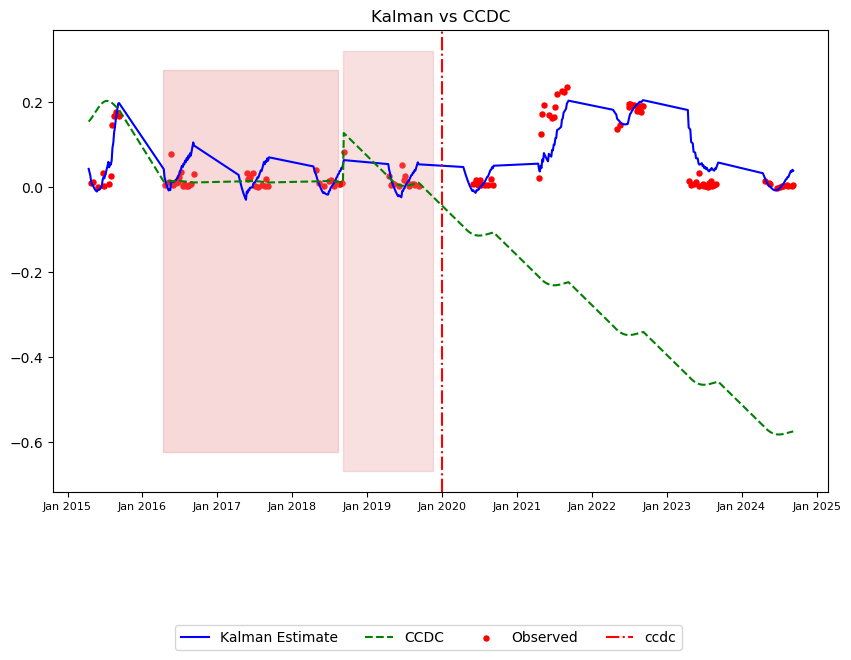 Kalman vs CCDC
0.2
0.0
−0.2
−0.4
−0.6
Jan 2015 Jan 2016 Jan 2017 Jan 2018 Jan 2019 Jan 2020 Jan 2021 Jan 2022 Jan 2023 Jan 2024 Jan 2025
Kalman Estimate CCDC Observed ccdc